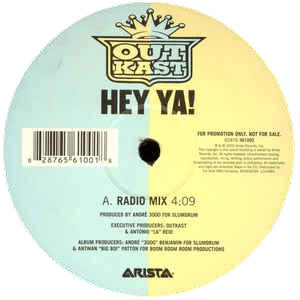 OUT
KAST
HEY YA!
FOR PROMOTION ONLY. NOT FOR SALE.
8 28765 61001 6
A. RADIO MIX 4:09
PRODUCED BY ANDRÉ 3000 FOR SLUMDRUM
EXECUTIVE PRODUCERS: OUTKAST
& ANTONIO "LA" REID
ALBUM PRODUCERS: ANDRÉ "3000" BENJAMIN FOR SLUMDRUM
& ANTWAN "BIG BOI" PATTON FOR BOOM BOOM ROOM PRODUCTIONS
ARISTA